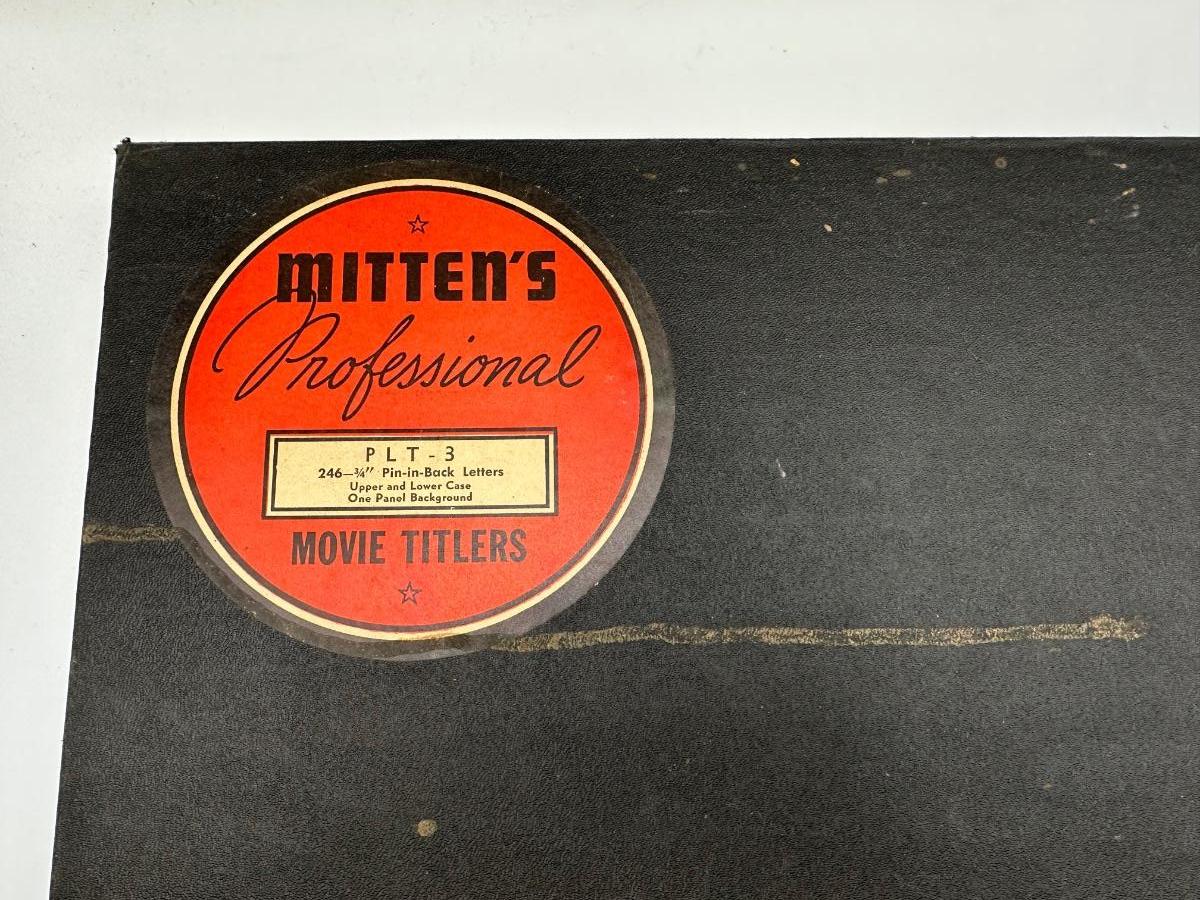 MITTEN'S
Professional
PLT-3
246—¾" Pin-in-Back Letters
Upper and Lower Case
One Panel Background
MOVIE TITLERS